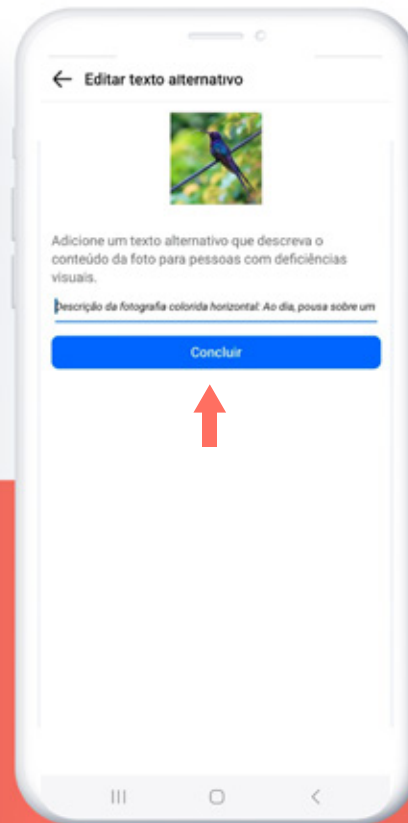 Editar texto alternativo
Adicione um texto alternativo que descreva o
conteúdo da foto para pessoas com deficiências
visuais.
Descrição da fotografia colorida horizontal: Ao dia, pousa sobre um
Concluir